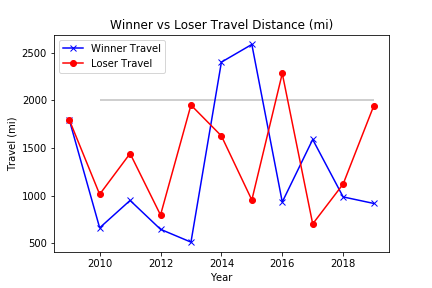 Winner vs Loser Travel Distance (mi)
Winner Travel
Loser Travel
2500
2000
1500
1000
500
Travel (mi)
2010 2012 2014 2016 2018
Year